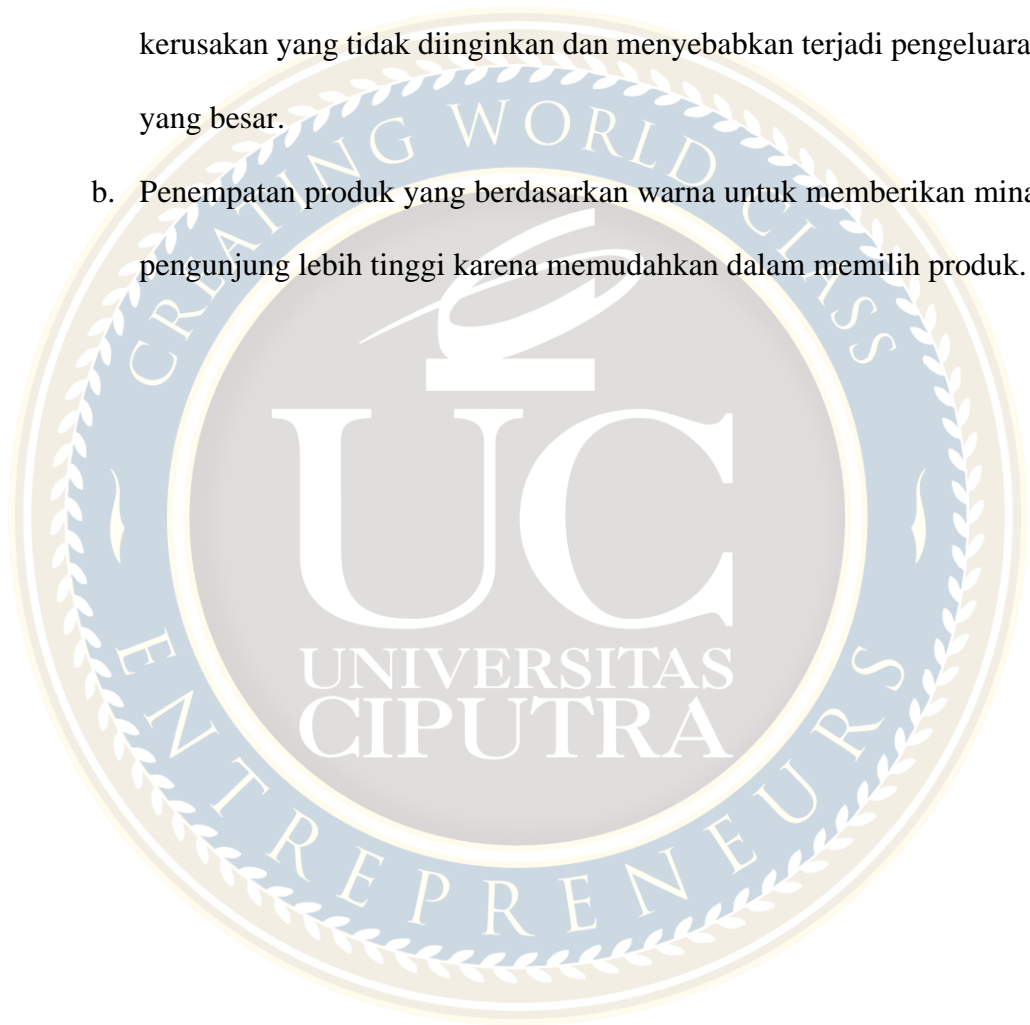 kerusakan yang tidak diinginkan dan menyebabkan terjadi pengeluara
yang besar.
b. Penempatan produk yang berdasarkan warna untuk memberikan mina
pengunjung lebih tinggi karena memudahkan dalam memilih produk.
CREATING WORLD CLASS
UC
UNIVERSITAS
CIPUTRA
ENTREPRENEURS